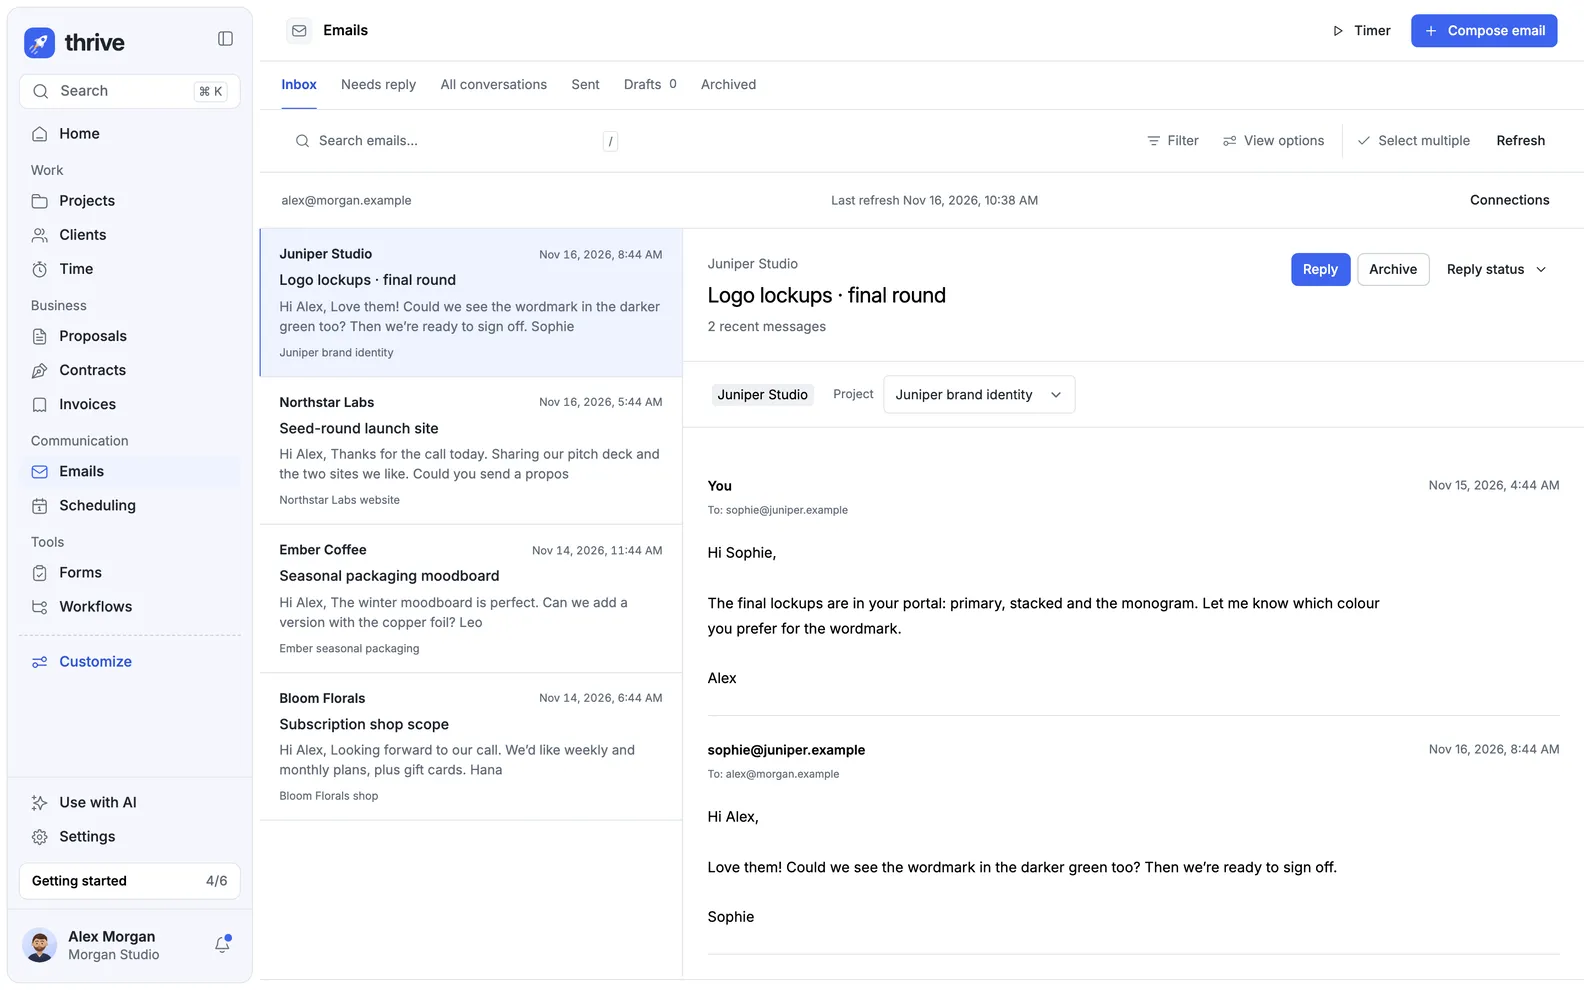 thrive
Search ⌘ K
Home
Work
Projects
Clients
Time
Business
Proposals
Contracts
Invoices
Communication
Emails
Scheduling
Tools
Forms
Workflows
Customize
Use with AI
Settings
Getting started 4/6
Alex Morgan
Morgan Studio
Emails
Timer
+ Compose email
Inbox Needs reply All conversations Sent Drafts 0 Archived
Search emails... /
Filter View options Select multiple Refresh
alex@morgan.example Last refresh Nov 16, 2026, 10:38 AM Connections
Juniper Studio Nov 16, 2026, 8:44 AM
Logo lockups · final round
Hi Alex, Love them! Could we see the wordmark in the darker
green too? Then we’re ready to sign off. Sophie
Juniper brand identity
Northstar Labs Nov 16, 2026, 5:44 AM
Seed-round launch site
Hi Alex, Thanks for the call today. Sharing our pitch deck and
the two sites we like. Could you send a propos
Northstar Labs website
Ember Coffee Nov 14, 2026, 11:44 AM
Seasonal packaging moodboard
Hi Alex, The winter moodboard is perfect. Can we add a
version with the copper foil? Leo
Ember seasonal packaging
Bloom Florals Nov 14, 2026, 6:44 AM
Subscription shop scope
Hi Alex, Looking forward to our call. We’d like weekly and
monthly plans, plus gift cards. Hana
Bloom Florals shop
Juniper Studio
Logo lockups · final round
2 recent messages
Reply Archive Reply status
Juniper Studio Project Juniper brand identity
You Nov 15, 2026, 4:44 AM
To: sophie@juniper.example
Hi Sophie,
The final lockups are in your portal: primary, stacked and the monogram. Let me know which colour
you prefer for the wordmark.
Alex
sophie@juniper.example Nov 16, 2026, 8:44 AM
To: alex@morgan.example
Hi Alex,
Love them! Could we see the wordmark in the darker green too? Then we’re ready to sign off.
Sophie